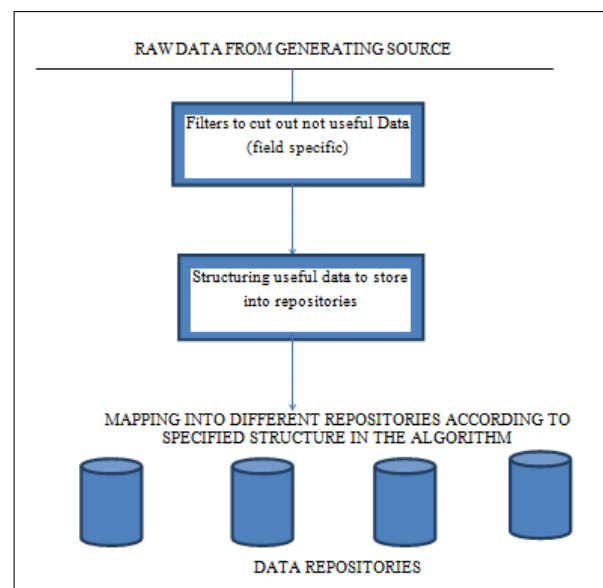 RAW DATA FROM GENERATING SOURCE
Filters to cut out not useful Data
(field specific)
Structuring useful data to store
into repositories
MAPPING INTO DIFFERENT REPOSITORIES ACCORDING TO
SPECIFIED STRUCTURE IN THE ALGORITHM
DATA REPOSITORIES